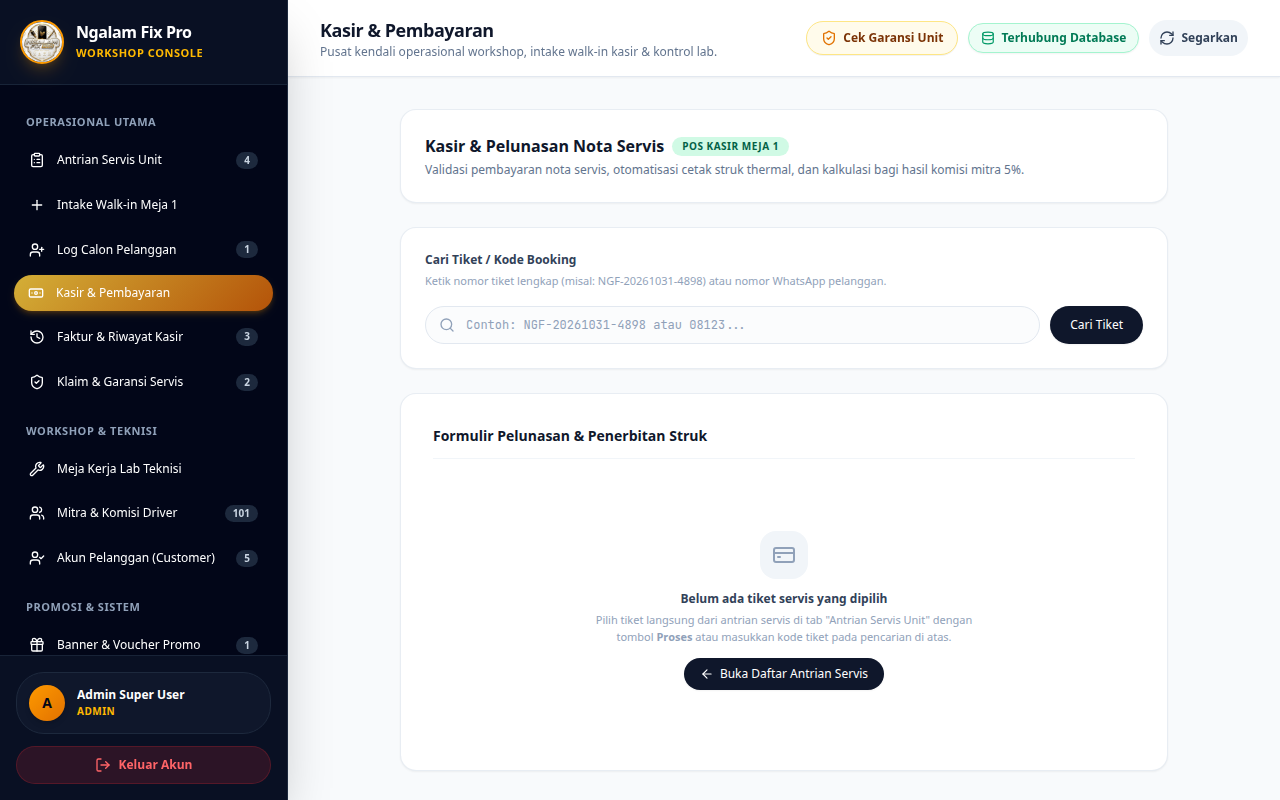 Ngalam Fix Pro
WORKSHOP CONSOLE
OPERASIONAL UTAMA
Antrian Servis Unit 4
Intake Walk-in Meja 1
Log Calon Pelanggan 1
Kasir & Pembayaran
Faktur & Riwayat Kasir 3
Klaim & Garansi Servis 2
WORKSHOP & TEKNISI
Meja Kerja Lab Teknisi
Mitra & Komisi Driver 101
Akun Pelanggan (Customer) 5
PROMOSI & SISTEM
Banner & Voucher Promo 1
A
Admin Super User
ADMIN
Keluar Akun
Kasir & Pembayaran
Pusat kendali operasional workshop, intake walk-in kasir & kontrol lab.
Cek Garansi Unit
Terhubung Database
Segarkan
Kasir & Pelunasan Nota Servis POS KASIR MEJA 1
Validasi pembayaran nota servis, otomatisasi cetak struk thermal, dan kalkulasi bagi hasil komisi mitra 5%.
Cari Tiket / Kode Booking
Ketik nomor tiket lengkap (misal: NGF-20261031-4898) atau nomor WhatsApp pelanggan.
Contoh: NGF-20261031-4898 atau 08123...
Cari Tiket
Formulir Pelunasan & Penerbitan Struk
Belum ada tiket servis yang dipilih
Pilih tiket langsung dari antrian servis di tab "Antrian Servis Unit" dengan
tombol Proses atau masukkan kode tiket pada pencarian di atas.
Buka Daftar Antrian Servis